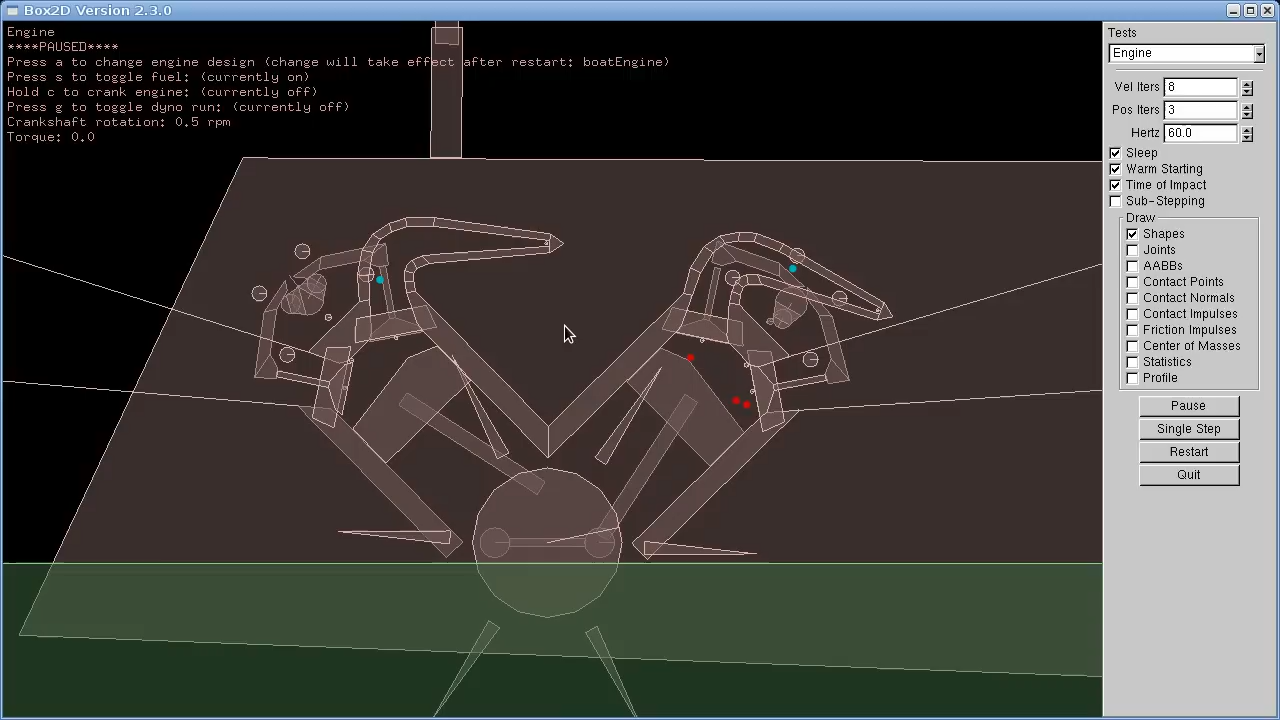 Box2D Version 2.3.0
Engine
****PAUSED****
Press a to change engine design (change will take effect after restart: boatEngine)
Press s to toggle fuel: (currently on)
Hold c to crank engine: (currently off)
Press g to toggle dyno run: (currently off)
Crankshaft rotation: 0.5 rpm
Torque: 0.0
Tests
Engine
Vel Iters 8
Pos Iters 3
Hertz 60.0
Sleep
Warm Starting
Time of Impact
Sub-Stepping
Draw
Shapes
Joints
AABBs
Contact Points
Contact Normals
Contact Impulses
Friction Impulses
Center of Masses
Statistics
Profile
Pause
Single Step
Restart
Quit